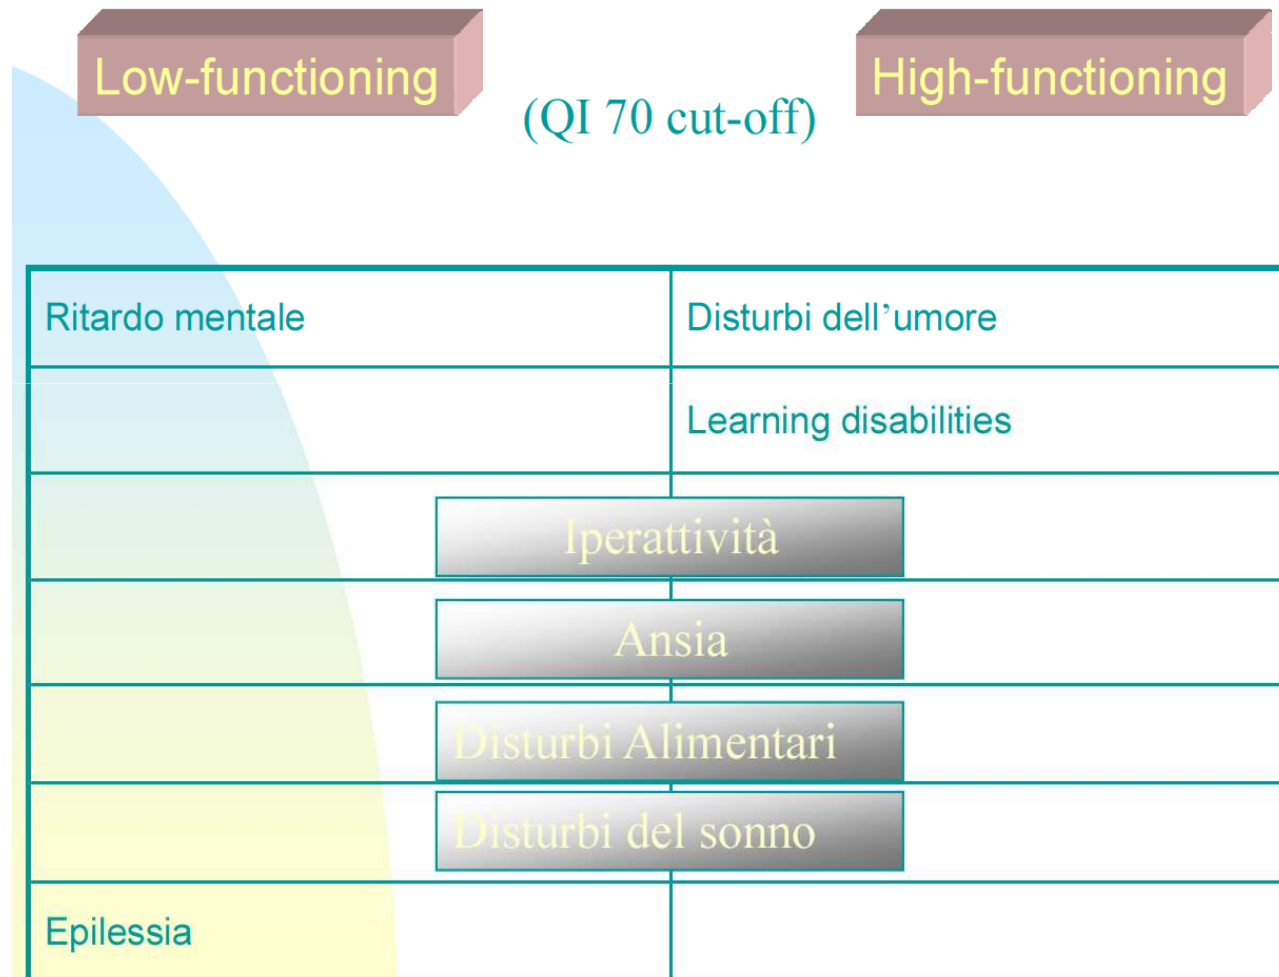 Low-functioning
High-functioning
(QI 70 cut-off)
Ritardo mentale
Disturbi dell’umore
Learning disabilities
Iperattività
Ansia
Disturbi Alimentari
Disturbi del sonno
Epilessia